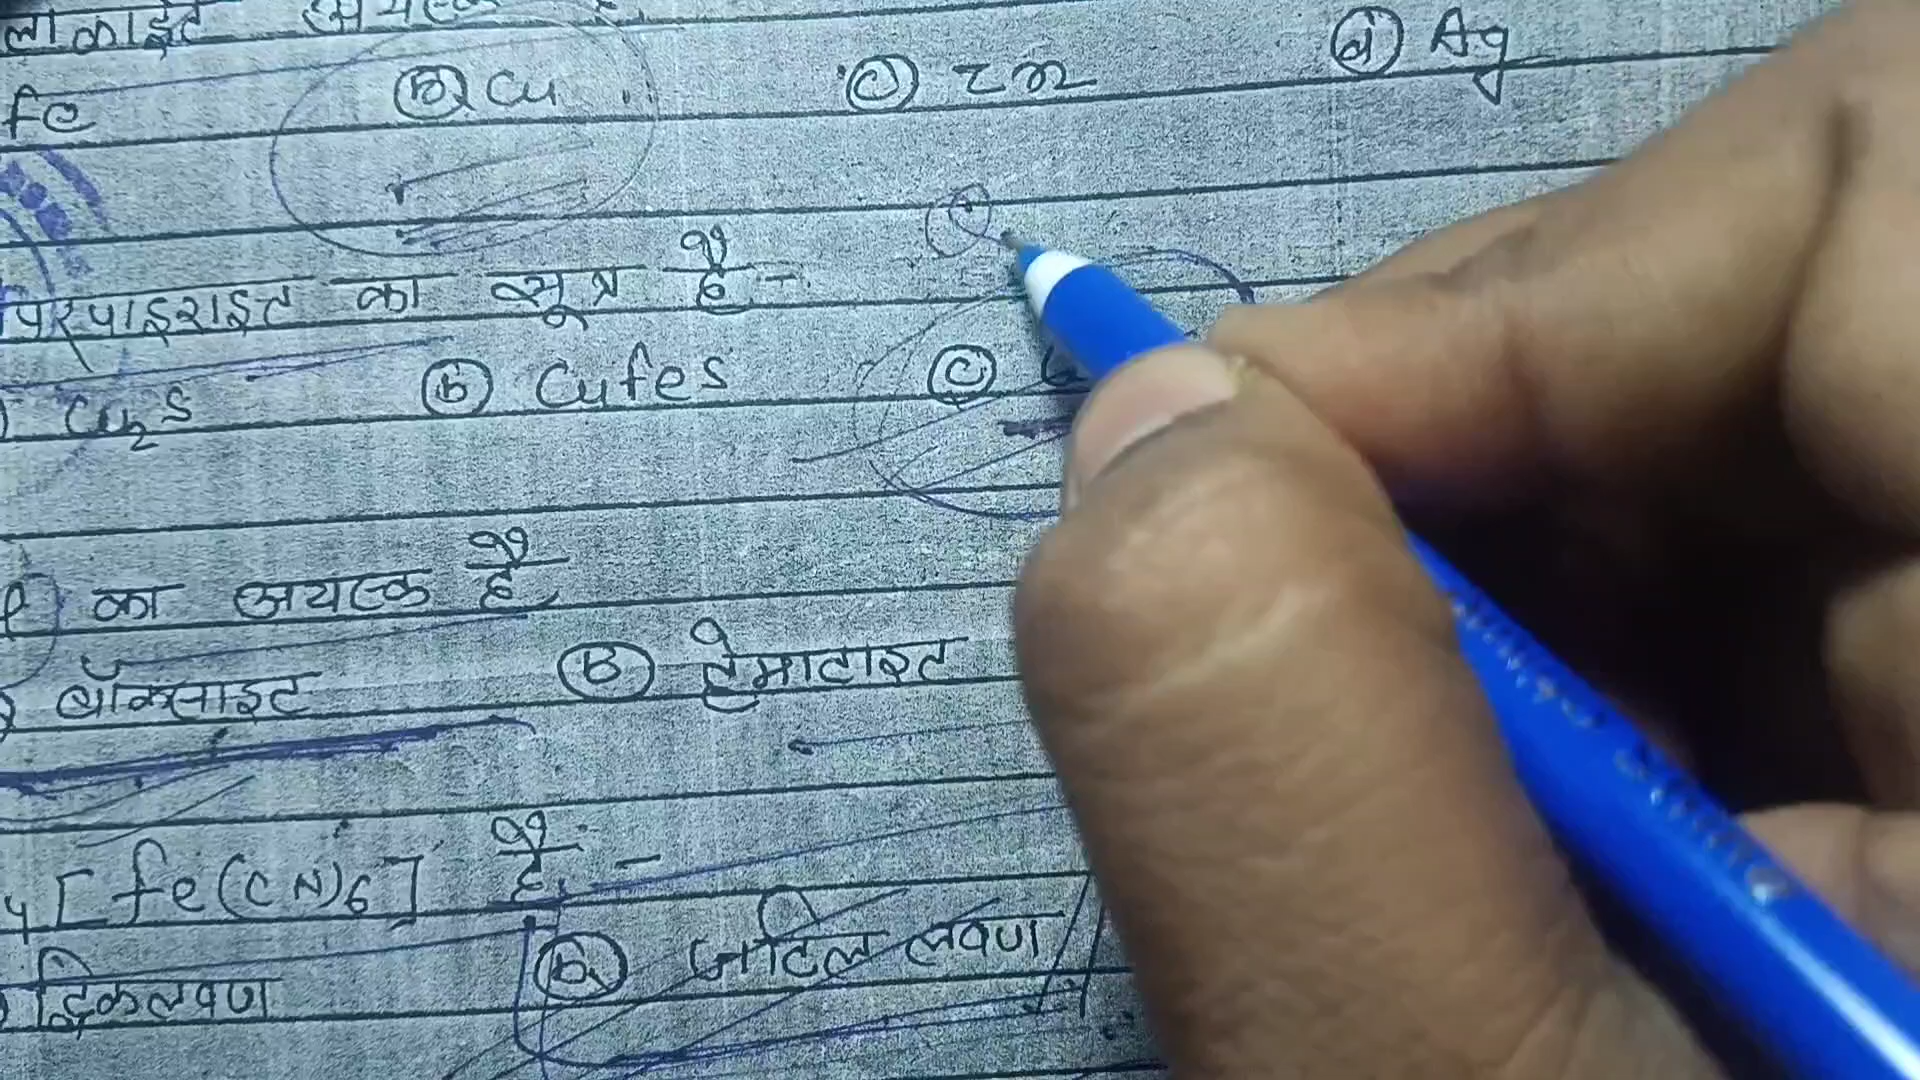 लाकाइट अयस्क
fe (B) Cu (C) Zn (d) Ag
परपाइराइट का सूत्र है :-
Cu2S (b) Cufes (C)
का अयस्क है
बॉक्साइट (B) हेमाटाइट
4 [fe(CN)6] है :-
द्विकलवण (B) जटिल लवण